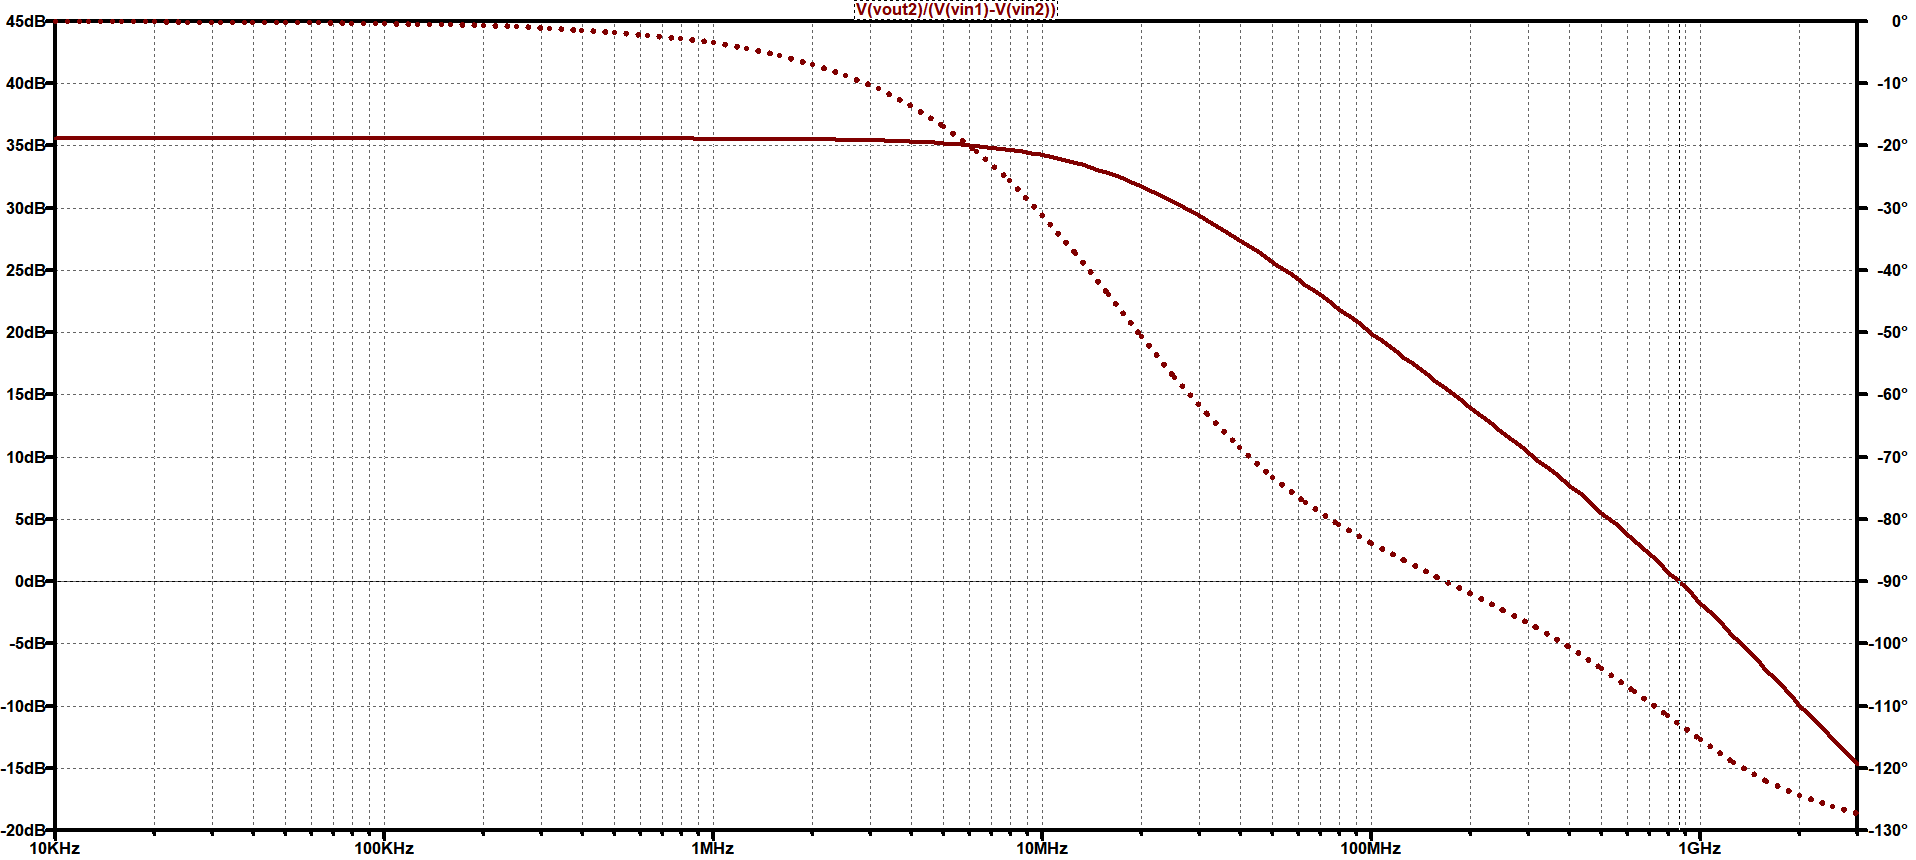 V(vout2)/(V(vin1)-V(vin2))
45dB
40dB
35dB
30dB
25dB
20dB
15dB
10dB
5dB
0dB
-5dB
-10dB
-15dB
-20dB
0°
-10°
-20°
-30°
-40°
-50°
-60°
-70°
-80°
-90°
-100°
-110°
-120°
-130°
10KHz 100KHz 1MHz 10MHz 100MHz 1GHz